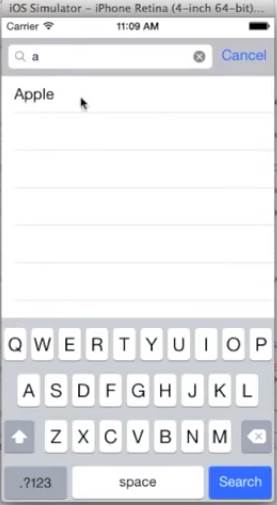 iOS Simulator – iPhone Retina (4-inch 64-bit)...
Carrier 11:09 AM
a Cancel
Apple
Q W E R T Y U I O P
A S D F G H J K L
Z X C V B N M
.?123 space Search